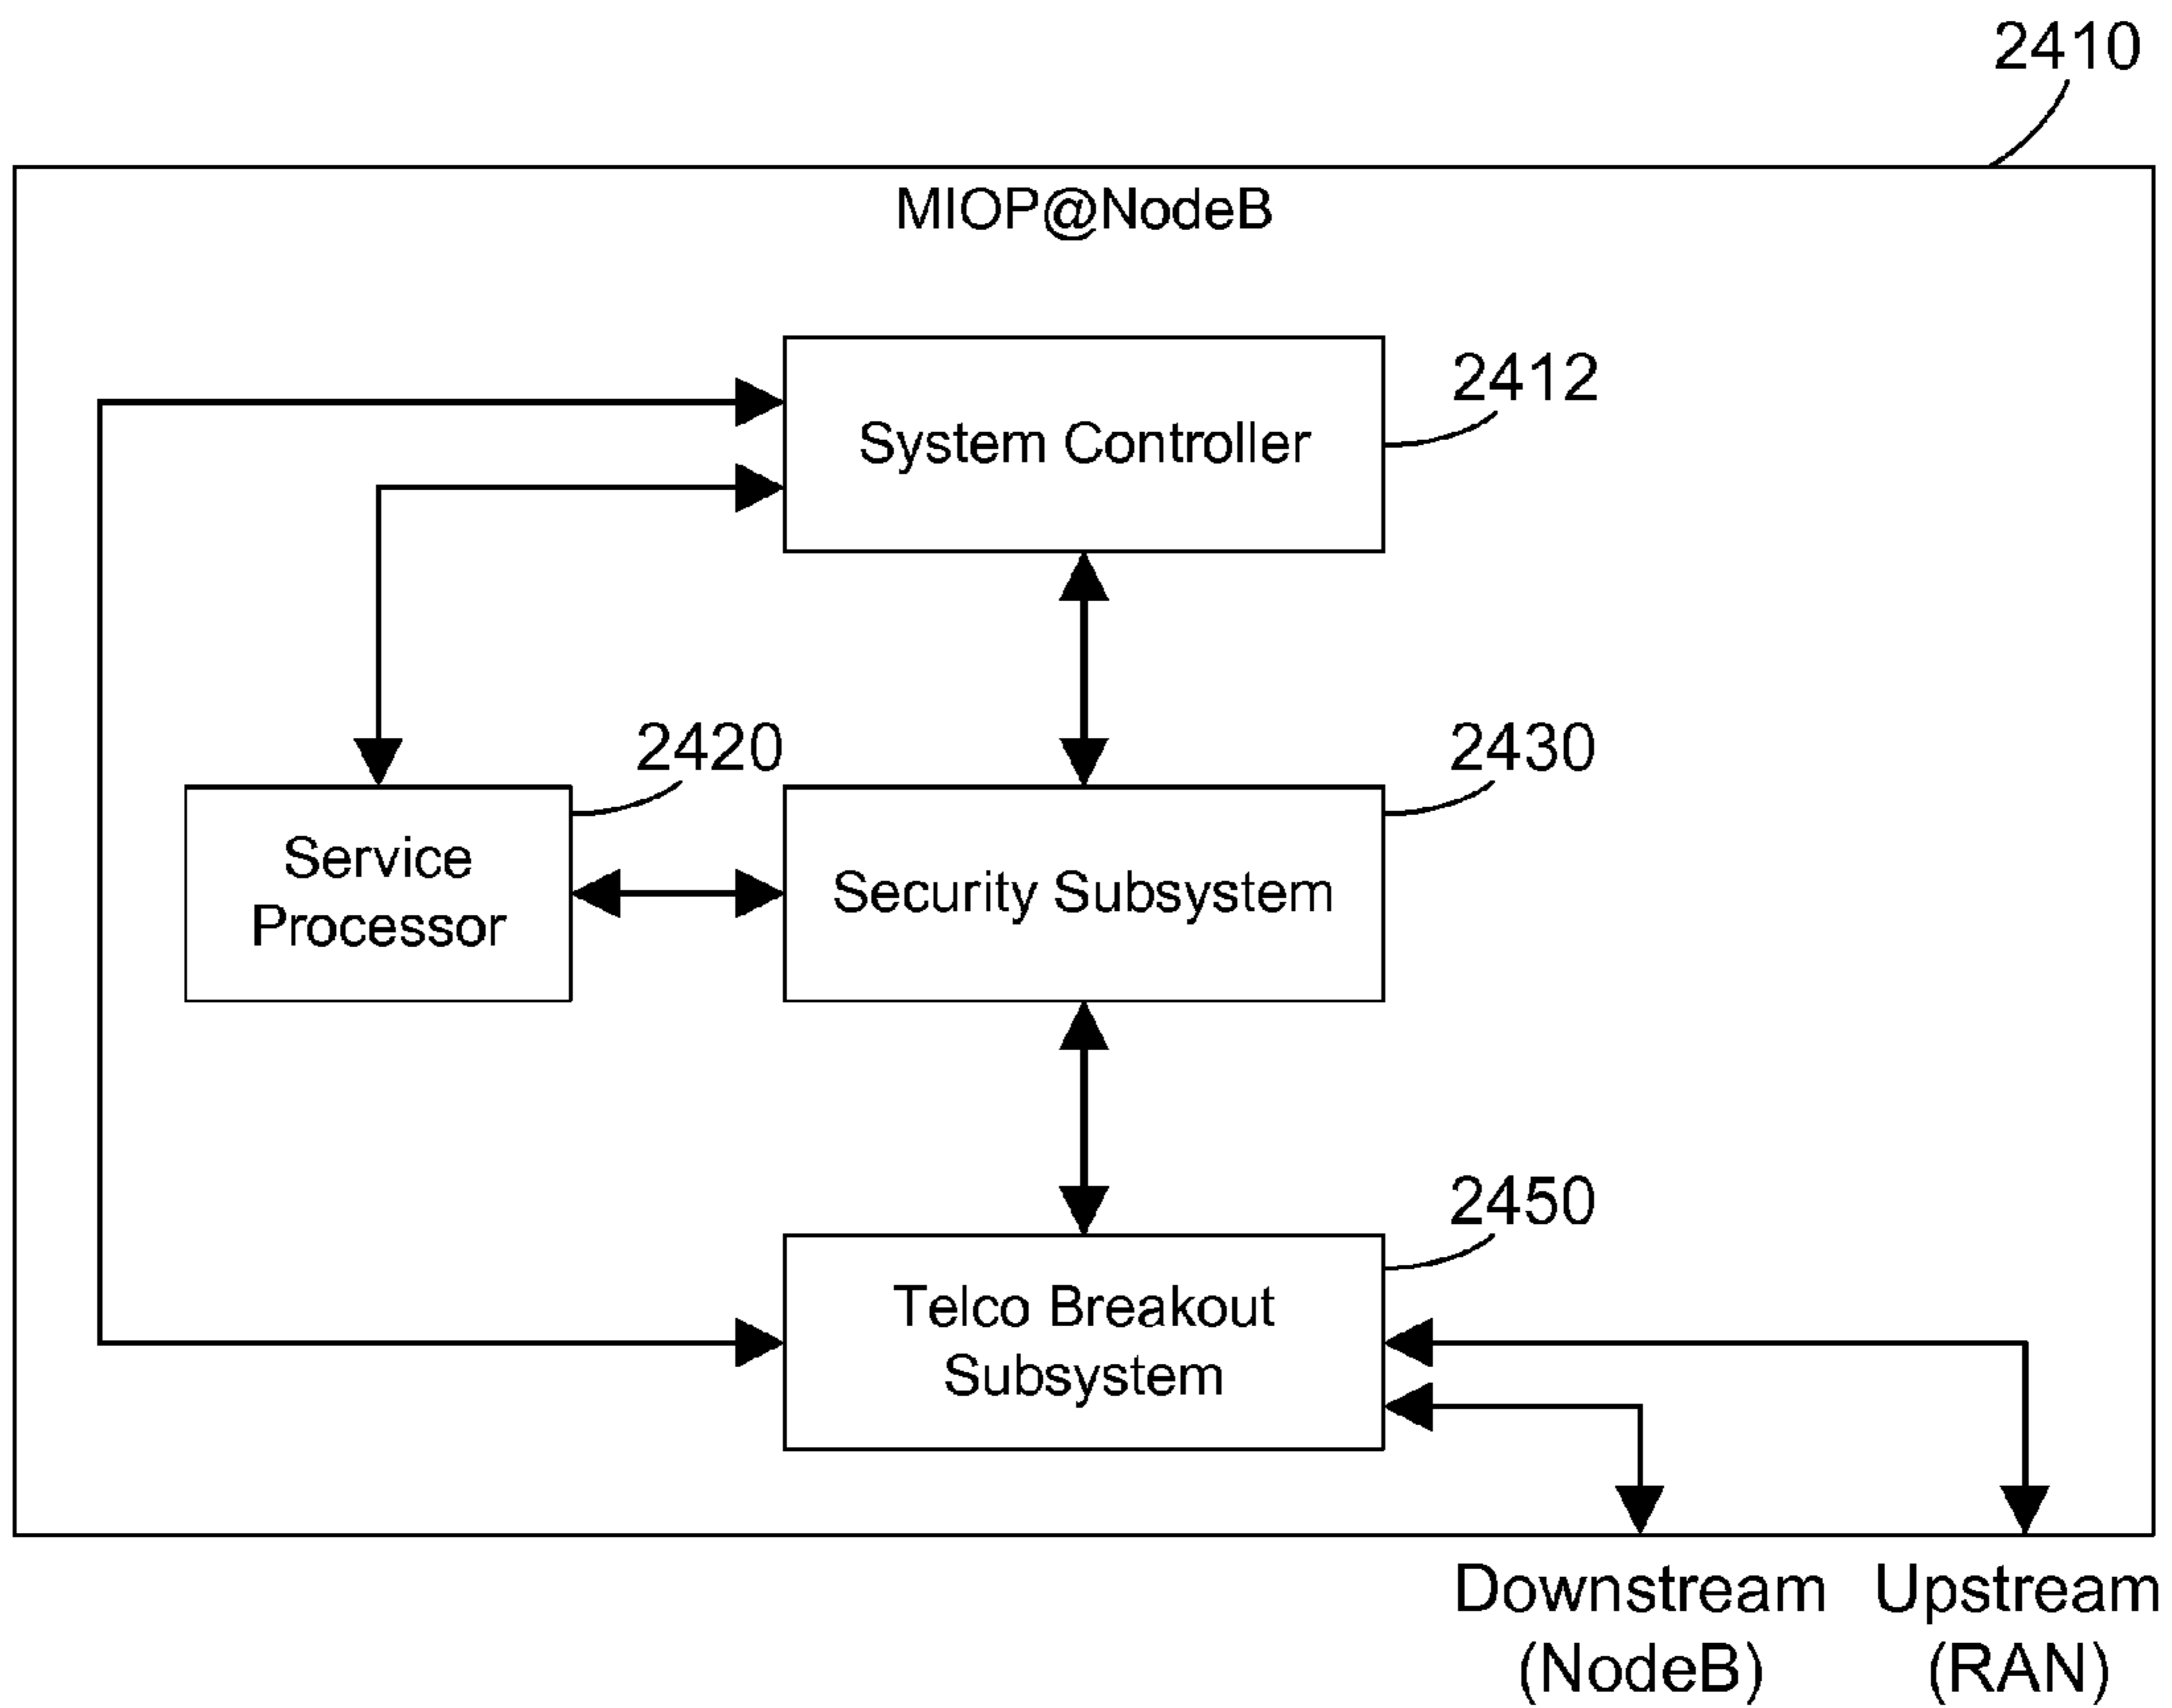 2410
MIOP@NodeB
System Controller
2412
2420
2430
Service
Processor
Security Subsystem
2450
Telco Breakout
Subsystem
Downstream
(NodeB)
Upstream
(RAN)